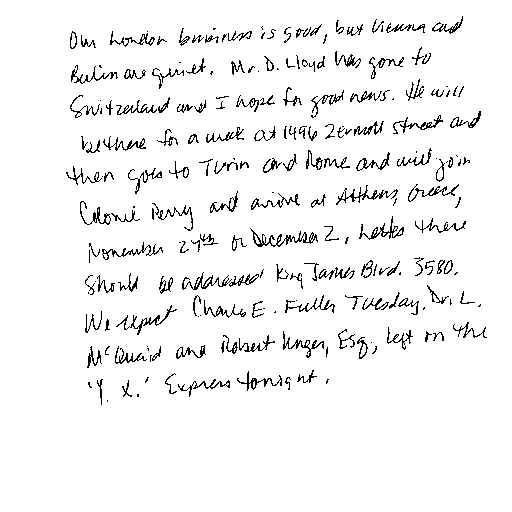 Our London business is good, but Vienna and
Berlin are quiet. Mr. D. Lloyd has gone to
Switzerland and I hope for good news. He will
be there for a week at 1496 Zermott street and
then goes to Turin and Rome and will join
Colonel Perry and arrive at Athens, Greece,
November 27th or December 2. Letters there
should be addressed King James Blvd. 3580.
We expect Charles E. Fuller Tuesday. Dr. L.
McQuaid and Robert Unger, Esq., left on the
'Y. X.' Express tonight.